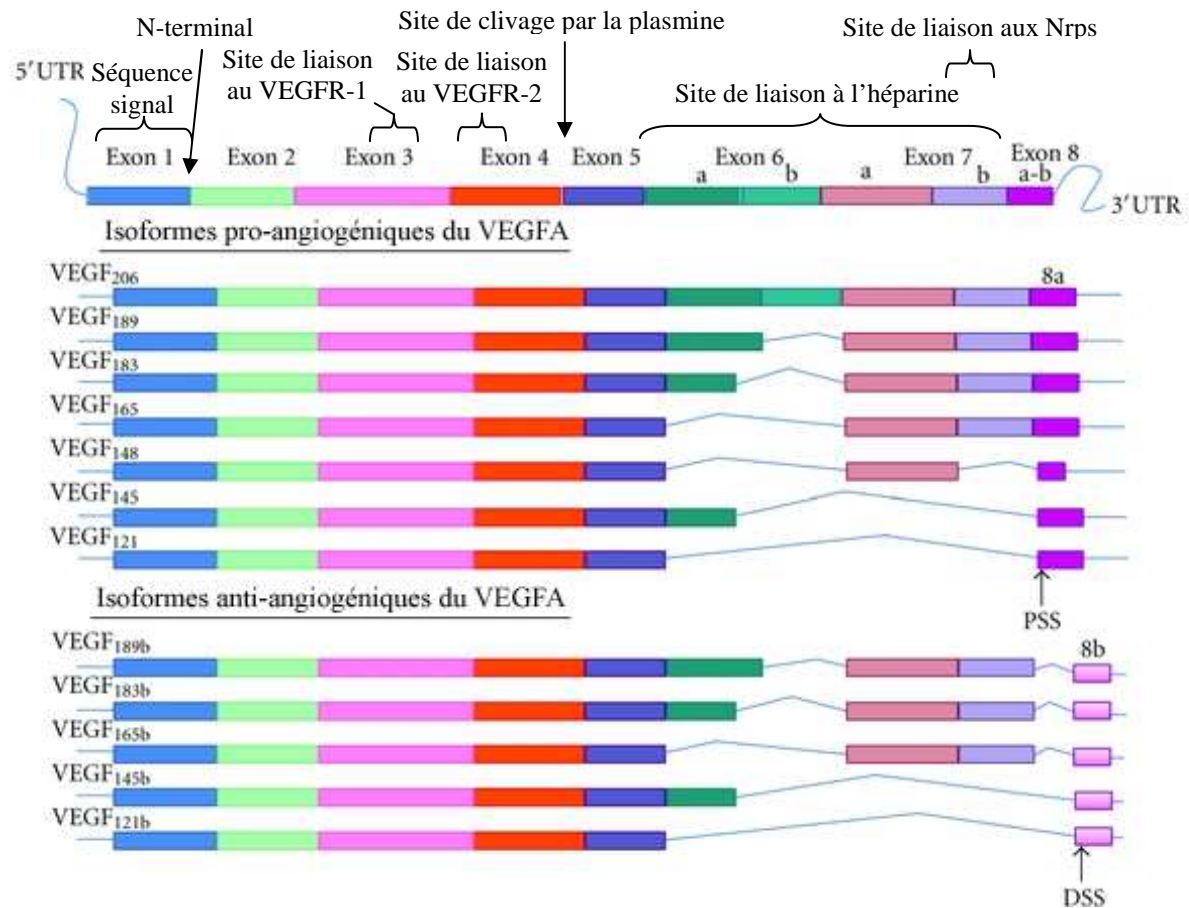 N-terminal
Site de clivage par la plasmine
Site de liaison aux Nrps
5'UTR
Séquence
signal
Site de liaison
au VEGFR-1
Site de liaison
au VEGFR-2
Site de liaison à l'héparine
Exon 1
Exon 2
Exon 3
Exon 4
Exon 5
Exon 6
Exon 7
Exon 8
a
b
a
b
a-b
3'UTR
Isoformes pro-angiogéniques du VEGFA
VEGF206
8a
VEGF189
VEGF183
VEGF165
VEGF148
VEGF145
VEGF121
PSS
Isoformes anti-angiogéniques du VEGFA
VEGF189b
8b
VEGF183b
VEGF165b
VEGF145b
VEGF121b
DSS